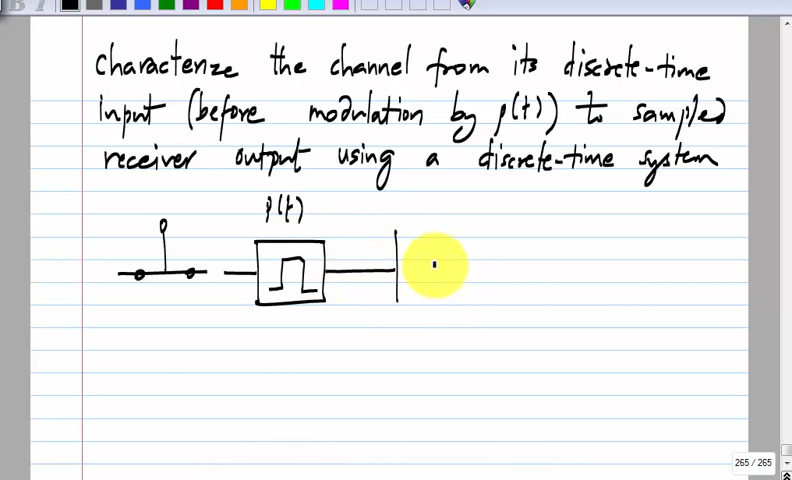 characterize the channel from its discrete-time
input (before modulation by p(t)) to sampled
receiver output using a discrete-time system
p(t)
265 / 265